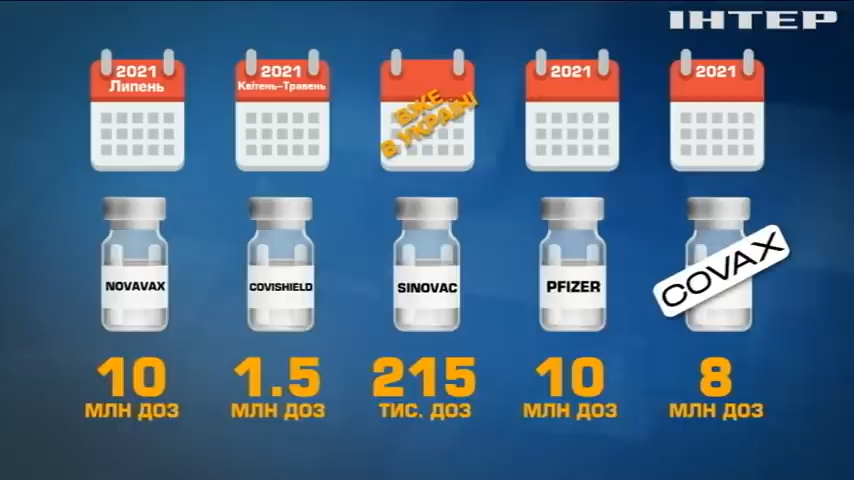 ІНТЕР
2021
Липень
2021
Квітень–Травень
ВЖЕ
В УКРАЇНІ
2021
2021
NOVAVAX
COVISHIELD
SINOVAC
PFIZER
COVAX
10
МЛН ДОЗ
1.5
МЛН ДОЗ
215
ТИС. ДОЗ
10
МЛН ДОЗ
8
МЛН ДОЗ